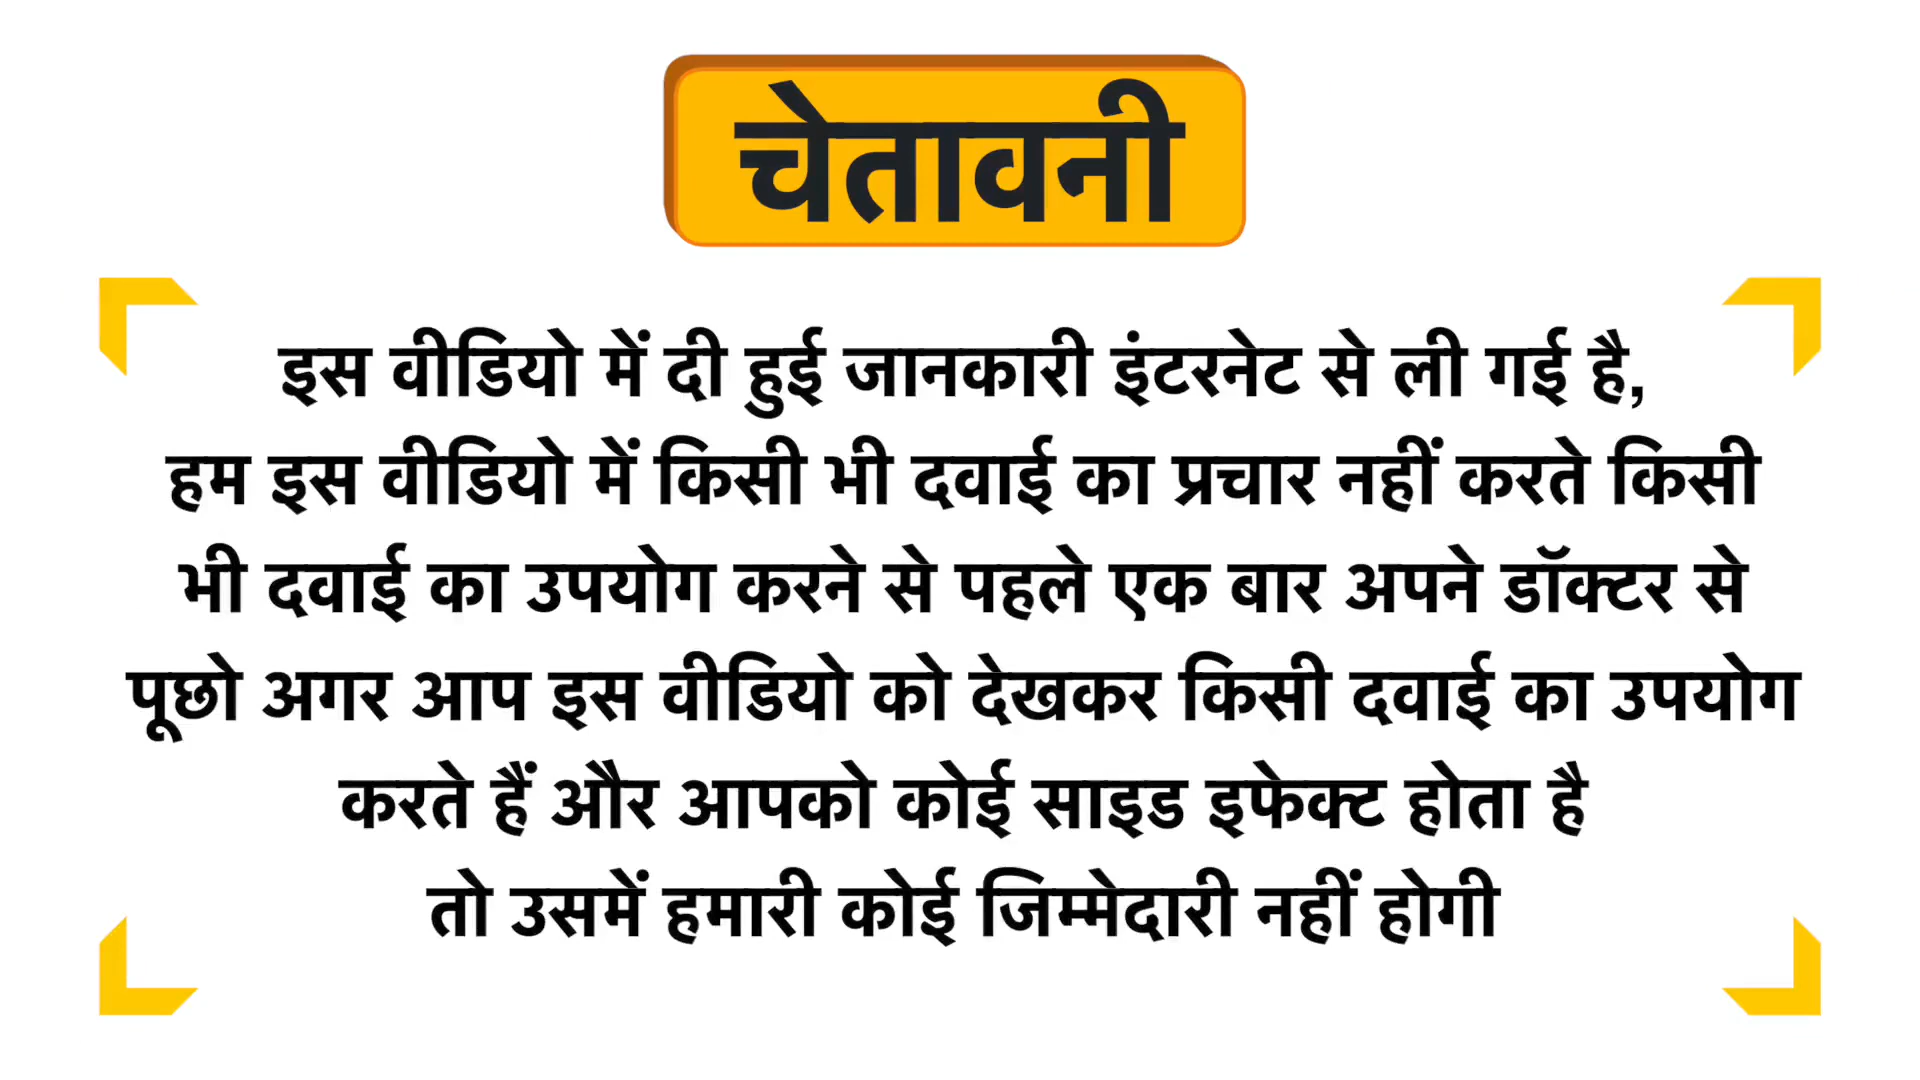 चेतावनी
इस वीडियो में दी हुई जानकारी इंटरनेट से ली गई है,
हम इस वीडियो में किसी भी दवाई का प्रचार नहीं करते किसी
भी दवाई का उपयोग करने से पहले एक बार अपने डॉक्टर से
पूछो अगर आप इस वीडियो को देखकर किसी दवाई का उपयोग
करते हैं और आपको कोई साइड इफेक्ट होता है
तो उसमें हमारी कोई जिम्मेदारी नहीं होगी